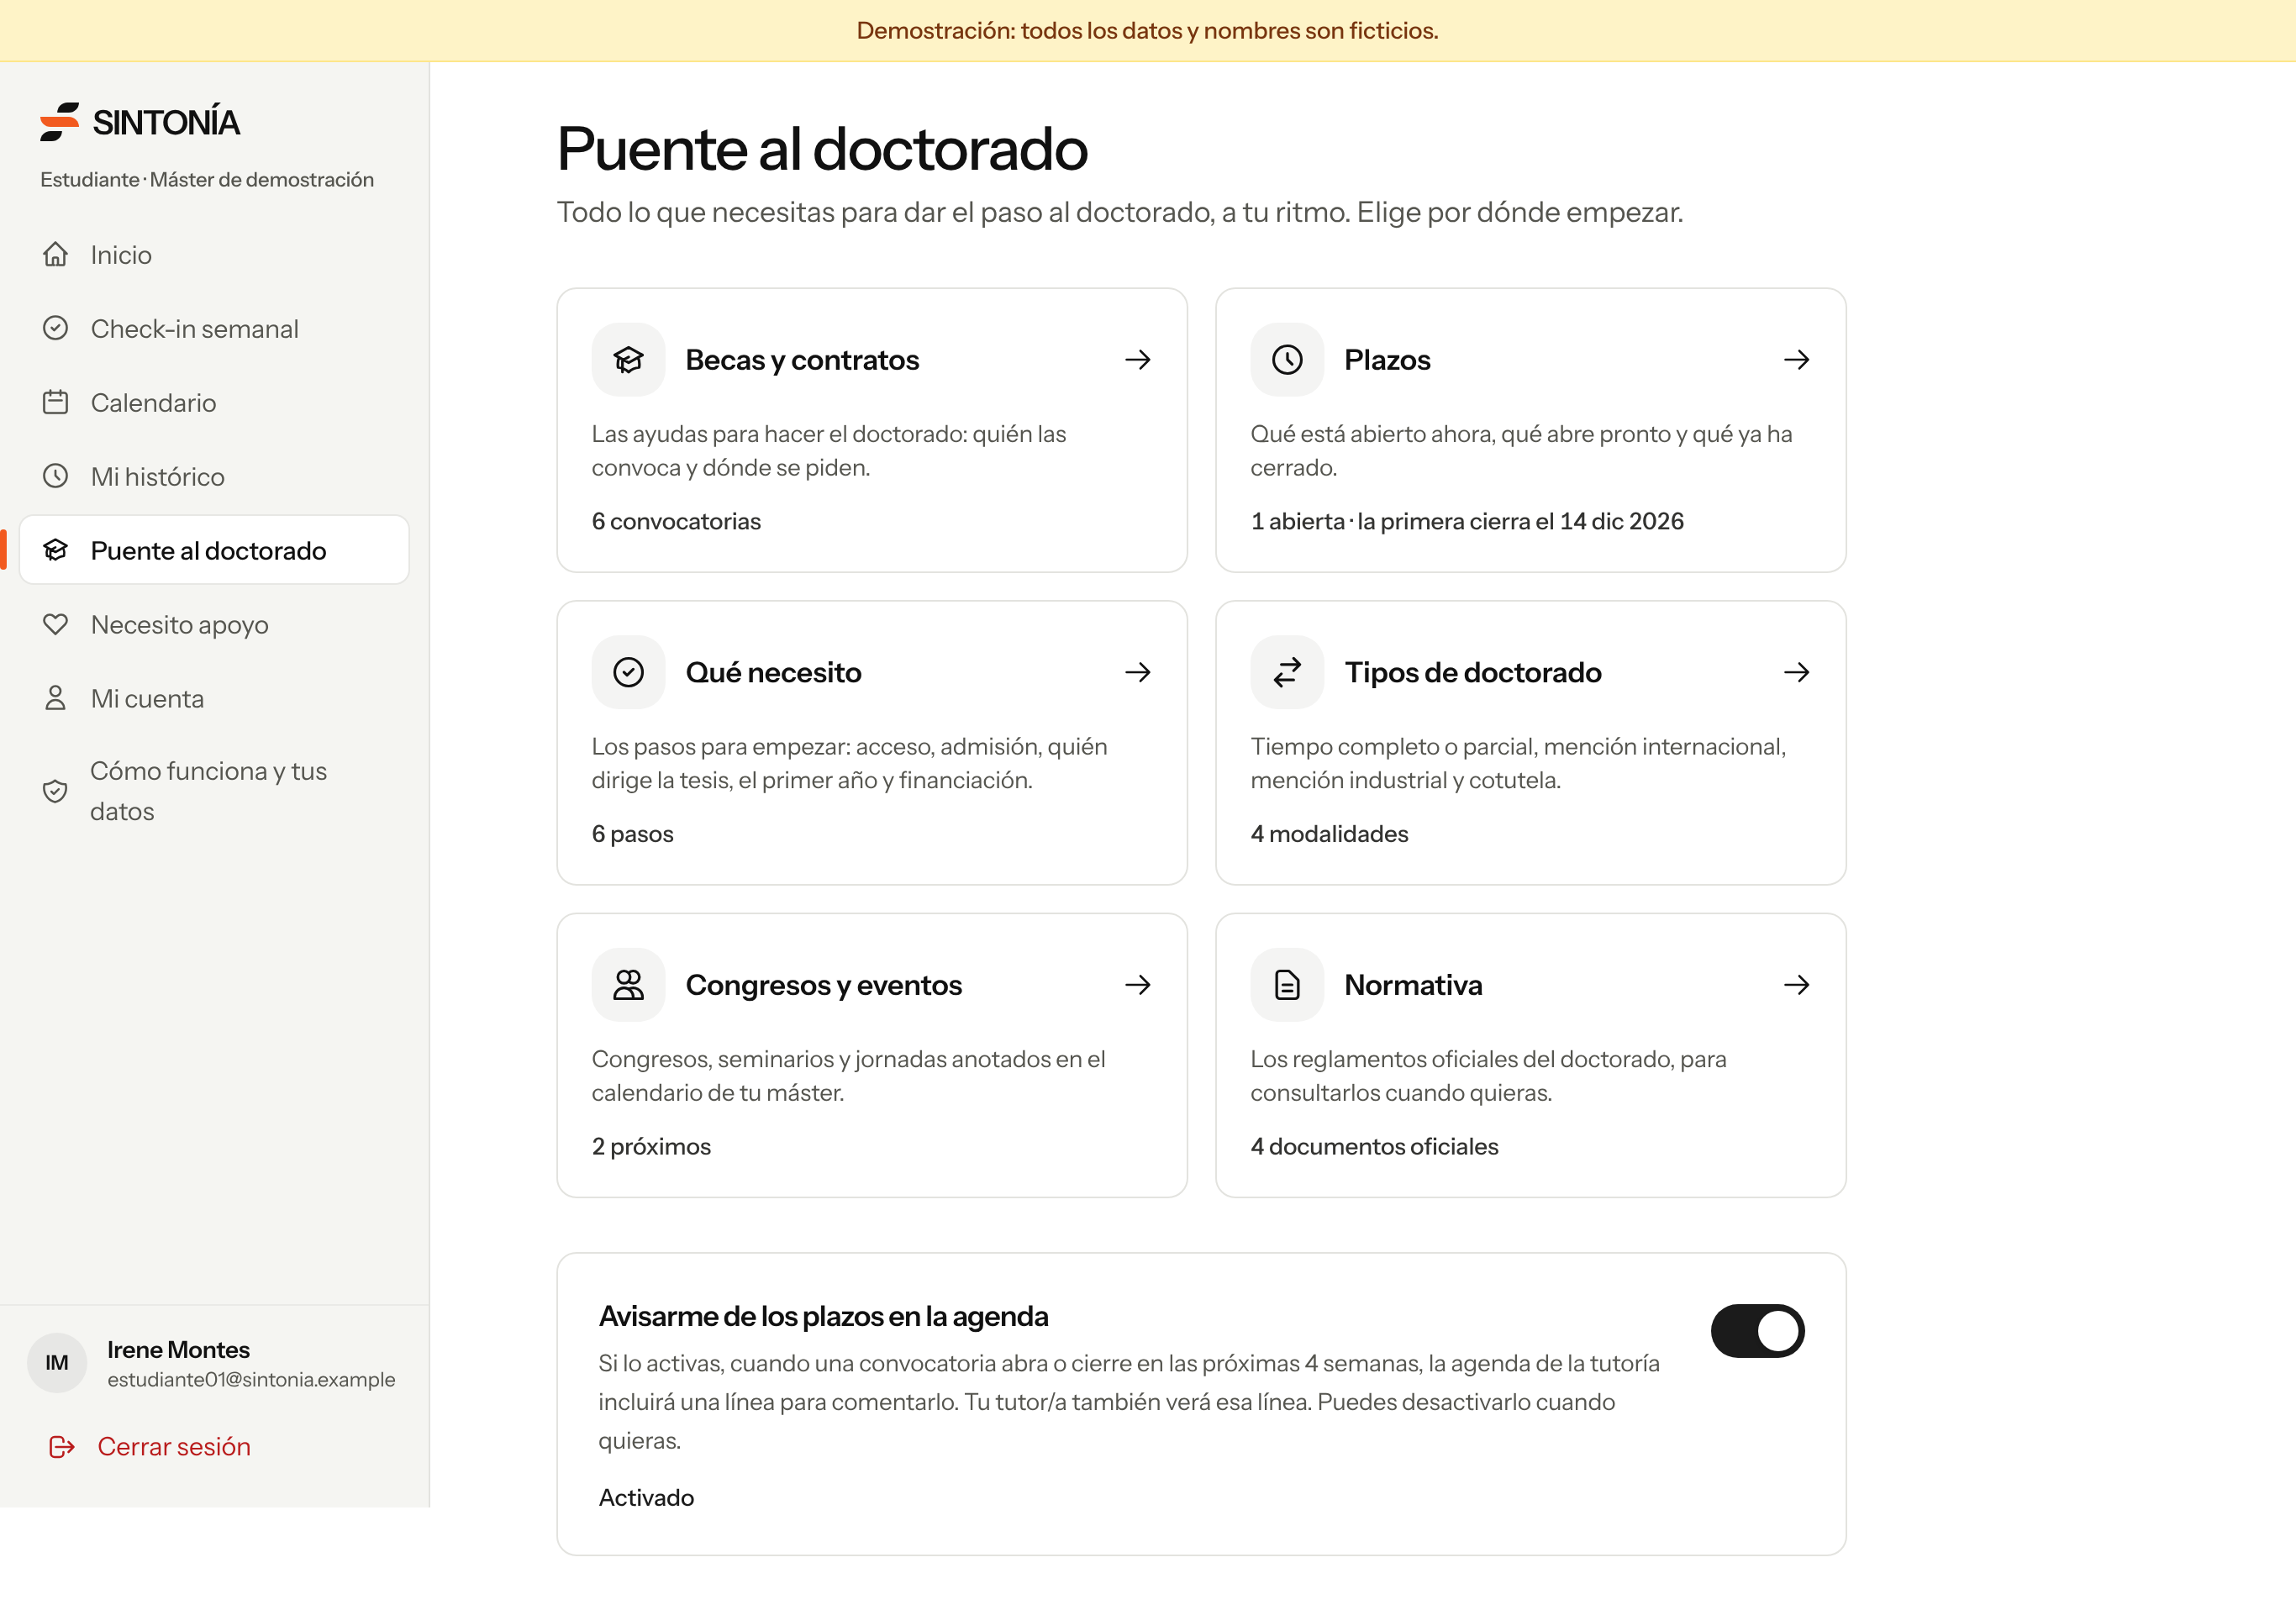 Demostración: todos los datos y nombres son ficticios.
SINTONÍA
Estudiante · Máster de demostración
Inicio
Check-in semanal
Calendario
Mi histórico
Puente al doctorado
Necesito apoyo
Mi cuenta
Cómo funciona y tus
datos
IM
Irene Montes
estudiante01@sintonia.example
Cerrar sesión
Puente al doctorado
Todo lo que necesitas para dar el paso al doctorado, a tu ritmo. Elige por dónde empezar.
Becas y contratos
Las ayudas para hacer el doctorado: quién las
convoca y dónde se piden.
6 convocatorias
Plazos
Qué está abierto ahora, qué abre pronto y qué ya ha
cerrado.
1 abierta · la primera cierra el 14 dic 2026
Qué necesito
Los pasos para empezar: acceso, admisión, quién
dirige la tesis, el primer año y financiación.
6 pasos
Tipos de doctorado
Tiempo completo o parcial, mención internacional,
mención industrial y cotutela.
4 modalidades
Congresos y eventos
Congresos, seminarios y jornadas anotados en el
calendario de tu máster.
2 próximos
Normativa
Los reglamentos oficiales del doctorado, para
consultarlos cuando quieras.
4 documentos oficiales
Avisarme de los plazos en la agenda
Si lo activas, cuando una convocatoria abra o cierre en las próximas 4 semanas, la agenda de la tutoría
incluirá una línea para comentarlo. Tu tutor/a también verá esa línea. Puedes desactivarlo cuando
quieras.
Activado